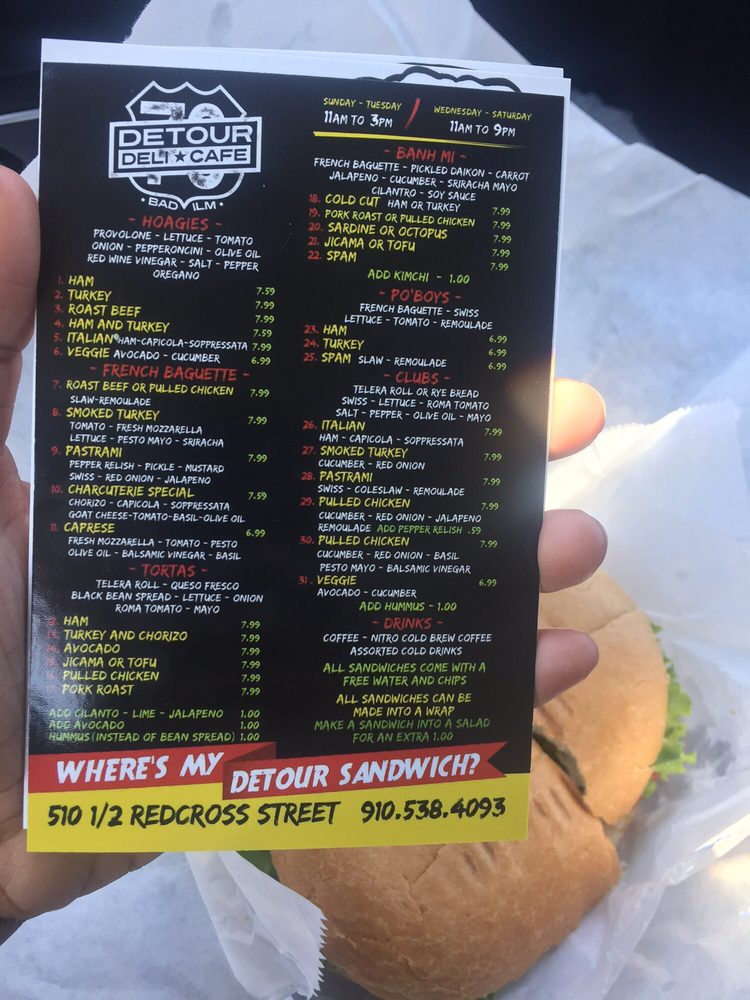 78
DETOUR
DELI ★ CAFE
• BAD ILM •
- HOAGIES -
PROVOLONE - LETTUCE - TOMATO
ONION - PEPERONCINI - OLIVE OIL
RED WINE VINEGAR - SALT - PEPPER
OREGANO
1. HAM
2. TURKEY 7.59
3. ROAST BEEF 7.99
4. HAM AND TURKEY 7.59
5. ITALIAN HAM-CAPICOLA-SOPPRESSATA 7.99
6. VEGGIE AVOCADO - CUCUMBER 6.99
- FRENCH BAGUETTE -
7. ROAST BEEF OR PULLED CHICKEN 7.99
SLAW-REMOULADE
8. SMOKED TURKEY 7.99
TOMATO - FRESH MOZZARELLA
LETTUCE - PESTO MAYO - SRIRACHA
9. PASTRAMI 7.99
PEPPER RELISH - PICKLE - MUSTARD
SWISS - RED ONION - JALAPENO
10. CHARCUTERIE SPECIAL 7.59
CHORIZO - CAPICOLA - SOPPRESSATA
GOAT CHEESE-TOMATO-BASIL-OLIVE OIL
11. CAPRESE 6.99
FRESH MOZZARELLA - TOMATO - PESTO
OLIVE OIL - BALSAMIC VINEGAR - BASIL
- TORTAS -
TELERA ROLL - QUESO FRESCO
BLACK BEAN SPREAD - LETTUCE - ONION
ROMA TOMATO - MAYO
12. HAM 7.99
13. TURKEY AND CHORIZO 7.99
14. AVOCADO 7.99
15. JICAMA OR TOFU 7.99
16. PULLED CHICKEN 7.99
17. PORK ROAST 7.99
ADD CILANTO - LIME - JALAPENO 1.00
ADD AVOCADO 1.00
HUMMUS (INSTEAD OF BEAN SPREAD) 1.00
SUNDAY - TUESDAY / WEDNESDAY - SATURDAY
11AM TO 3PM 11AM TO 9PM
- BANH MI -
FRENCH BAGUETTE - PICKLED DAIKON - CARROT
JALAPENO - CUCUMBER - SRIRACHA MAYO
CILANTRO - SOY SAUCE
18. COLD CUT HAM OR TURKEY 7.99
19. PORK ROAST OR PULLED CHICKEN 7.99
20. SARDINE OR OCTOPUS 7.99
21. JICAMA OR TOFU 7.99
22. SPAM 7.99
ADD KIMCHI - 1.00
- PO'BOYS -
FRENCH BAGUETTE - SWISS
LETTUCE - TOMATO - REMOULADE
23. HAM 6.99
24. TURKEY 6.99
25. SPAM SLAW - REMOULADE 6.99
- CLUBS -
TELERA ROLL OR RYE BREAD
SWISS - LETTUCE - ROMA TOMATO
SALT - PEPPER - OLIVE OIL - MAYO
26. ITALIAN 7.99
HAM - CAPICOLA - SOPPRESSATA
27. SMOKED TURKEY 7.99
CUCUMBER - RED ONION
28. PASTRAMI 7.99
SWISS - COLESLAW - REMOULADE
29. PULLED CHICKEN 7.99
CUCUMBER - RED ONION - JALAPENO
REMOULADE ADD PEPPER RELISH .59
30. PULLED CHICKEN 7.99
CUCUMBER - RED ONION - BASIL
PESTO MAYO - BALSAMIC VINEGAR
31. VEGGIE 6.99
AVOCADO - CUCUMBER
ADD HUMMUS - 1.00
- DRINKS -
COFFEE - NITRO COLD BREW COFFEE
ASSORTED COLD DRINKS
ALL SANDWICHES COME WITH A
FREE WATER AND CHIPS
ALL SANDWICHES CAN BE
MADE INTO A WRAP
MAKE A SANDWICH INTO A SALAD
FOR AN EXTRA 1.00
WHERE'S MY DETOUR SANDWICH?
510 1/2 REDCROSS STREET 910.538.4093